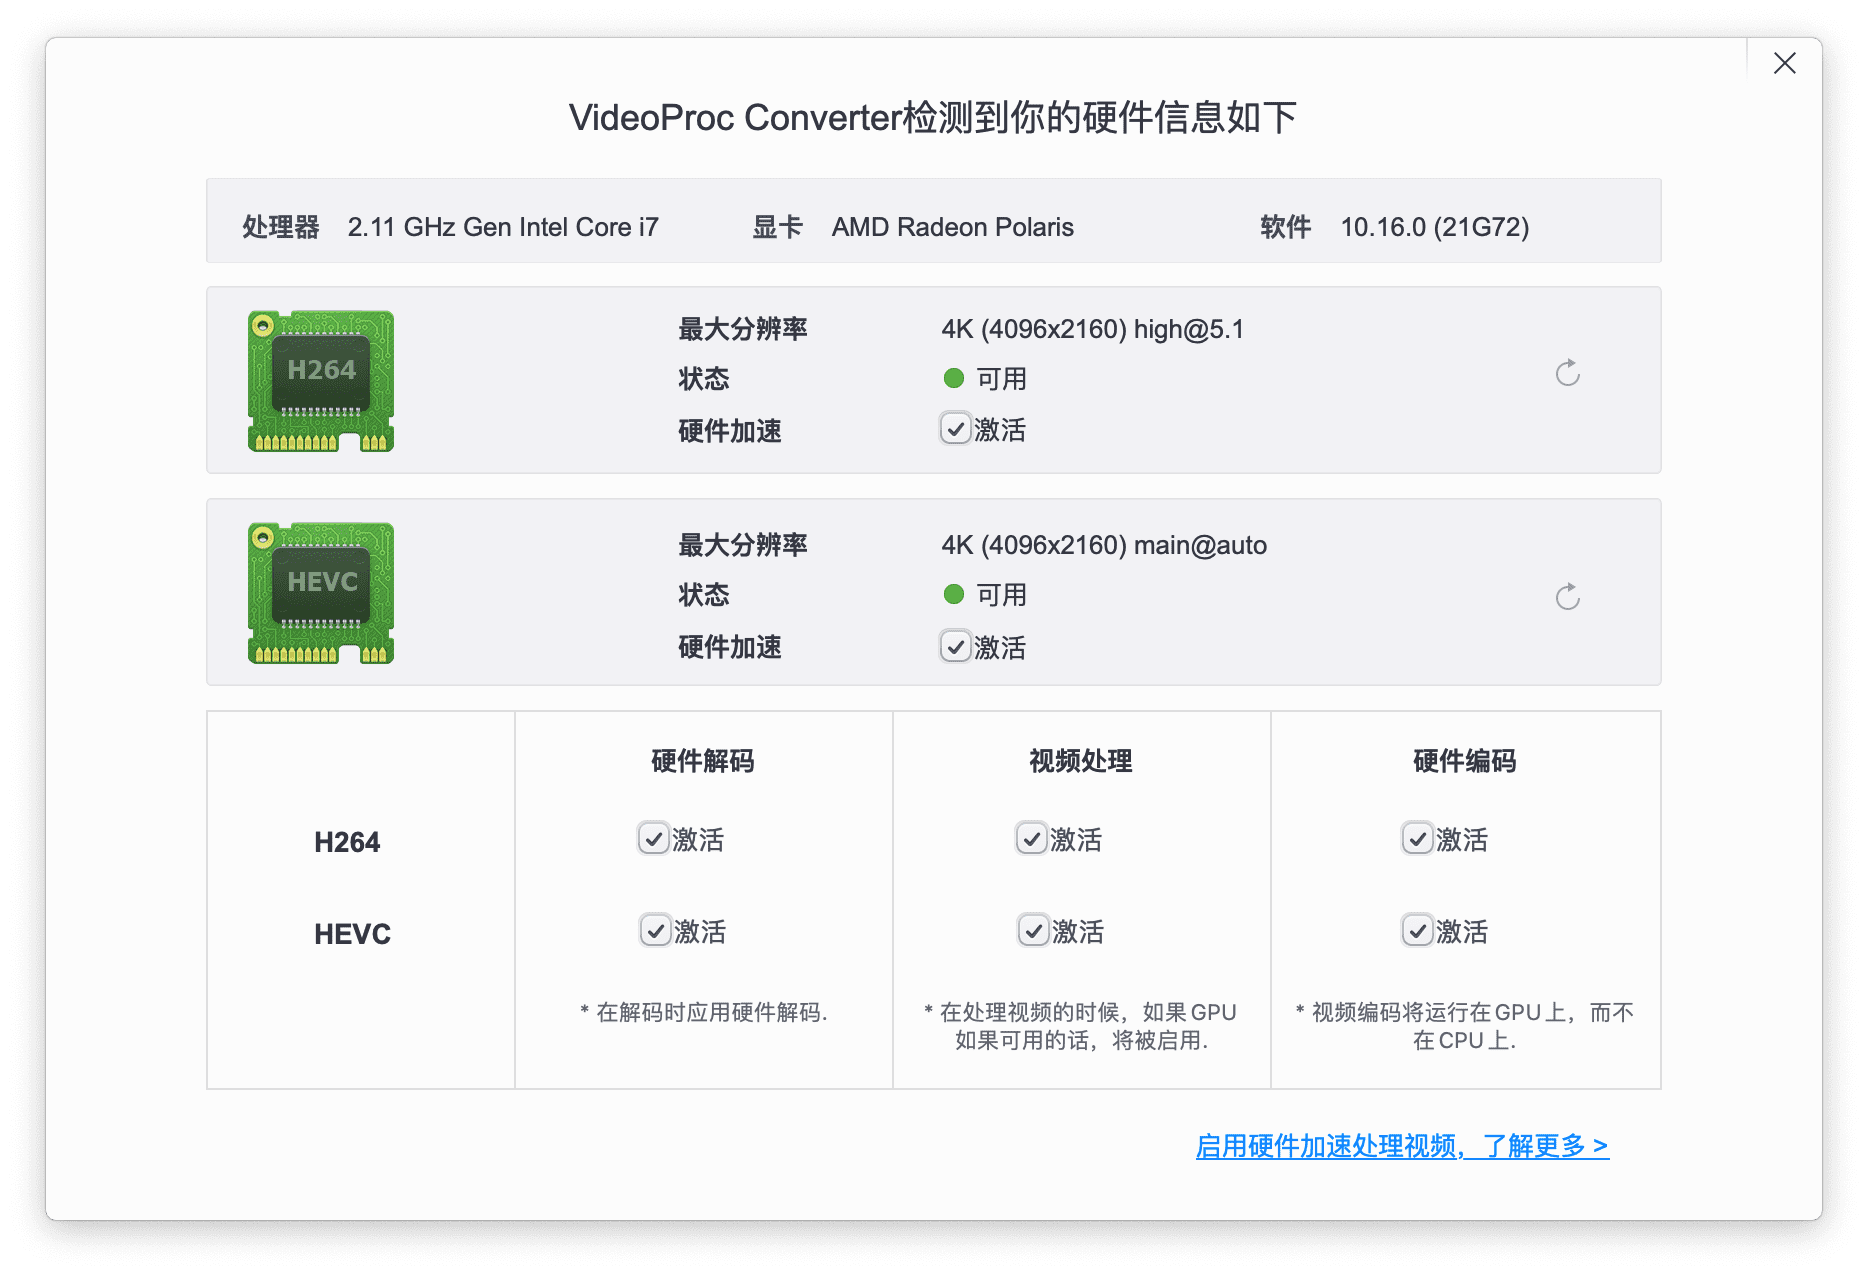 VideoProc Converter检测到你的硬件信息如下
处理器 2.11 GHz Gen Intel Core i7 显卡 AMD Radeon Polaris 软件 10.16.0 (21G72)
H264
最大分辨率 4K (4096x2160) high@5.1
状态 可用
硬件加速 激活
HEVC
最大分辨率 4K (4096x2160) main@auto
状态 可用
硬件加速 激活
硬件解码 视频处理 硬件编码
H264 激活 激活 激活
HEVC 激活 激活 激活
* 在解码时应用硬件解码.
* 在处理视频的时候，如果GPU
如果可用的话，将被启用.
* 视频编码将运行在GPU上，而不
在CPU上.
启用硬件加速处理视频，了解更多 >